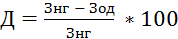 Д = (Знг − Зод) / Знг * 100